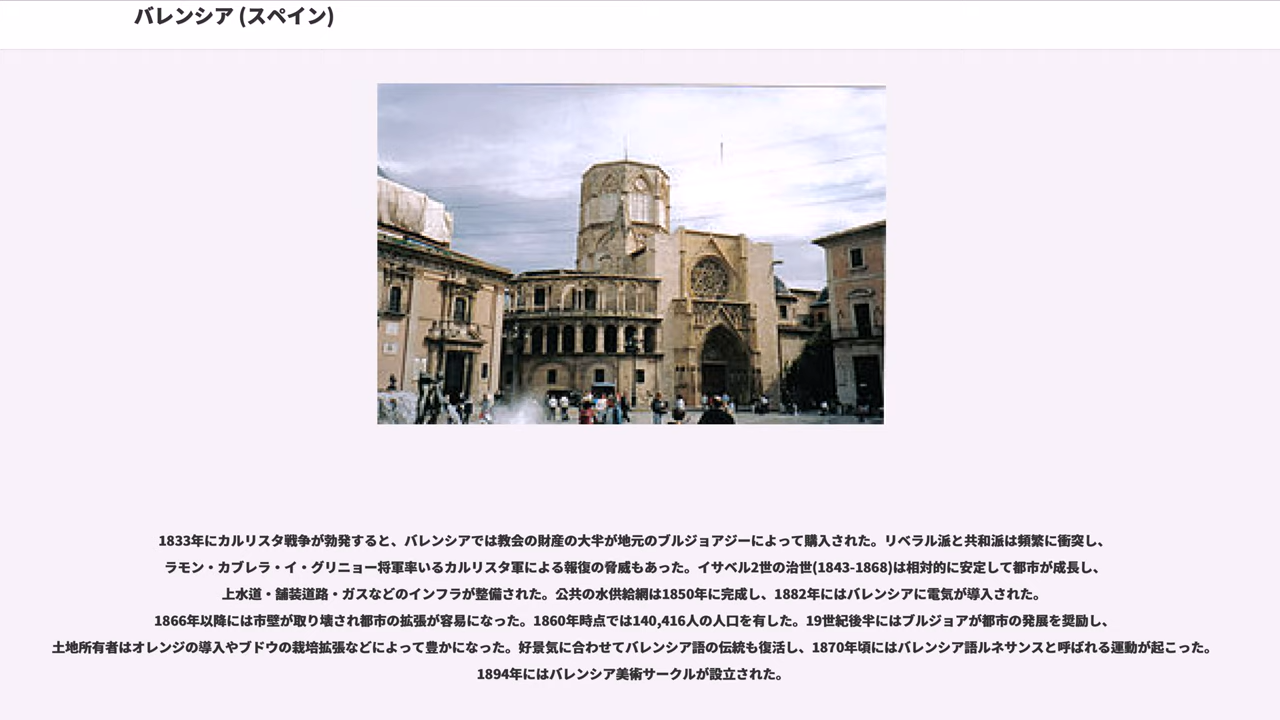 バレンシア (スペイン)
1833年にカルリスタ戦争が勃発すると、バレンシアでは教会の財産の大半が地元のブルジョアジーによって購入された。リベラル派と共和派は頻繁に衝突し、
ラモン・カブレラ・イ・グリニョー将軍率いるカルリスタ軍による報復の脅威もあった。イサベル2世の治世(1843-1868)は相対的に安定して都市が成長し、
上水道・舗装道路・ガスなどのインフラが整備された。公共の水供給網は1850年に完成し、1882年にはバレンシアに電気が導入された。
1866年以降には市壁が取り壊され都市の拡張が容易になった。1860年時点では140,416人の人口を有した。19世紀後半にはブルジョが都市の発展を奨励し、
土地所有者はオレンジの導入やブドウの栽培拡張などによって豊かになった。好景気に合わせてバレンシア語の伝統も復活し、1870年頃にはバレンシア語ルネサンスと呼ばれる運動が起こった。
1894年にはバレンシア美術サークルが設立された。